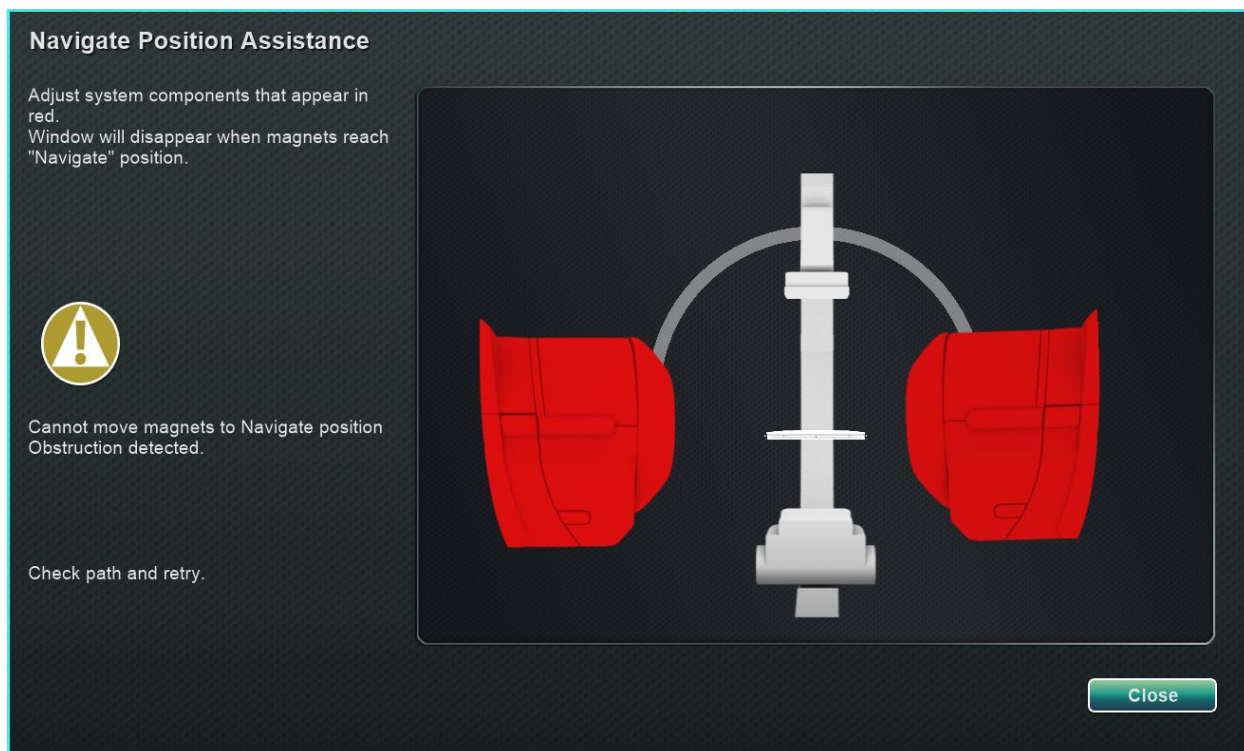 Navigate Position Assistance
Adjust system components that appear in
red.
Window will disappear when magnets reach
"Navigate" position.
Cannot move magnets to Navigate position
Obstruction detected.
Check path and retry.
Close